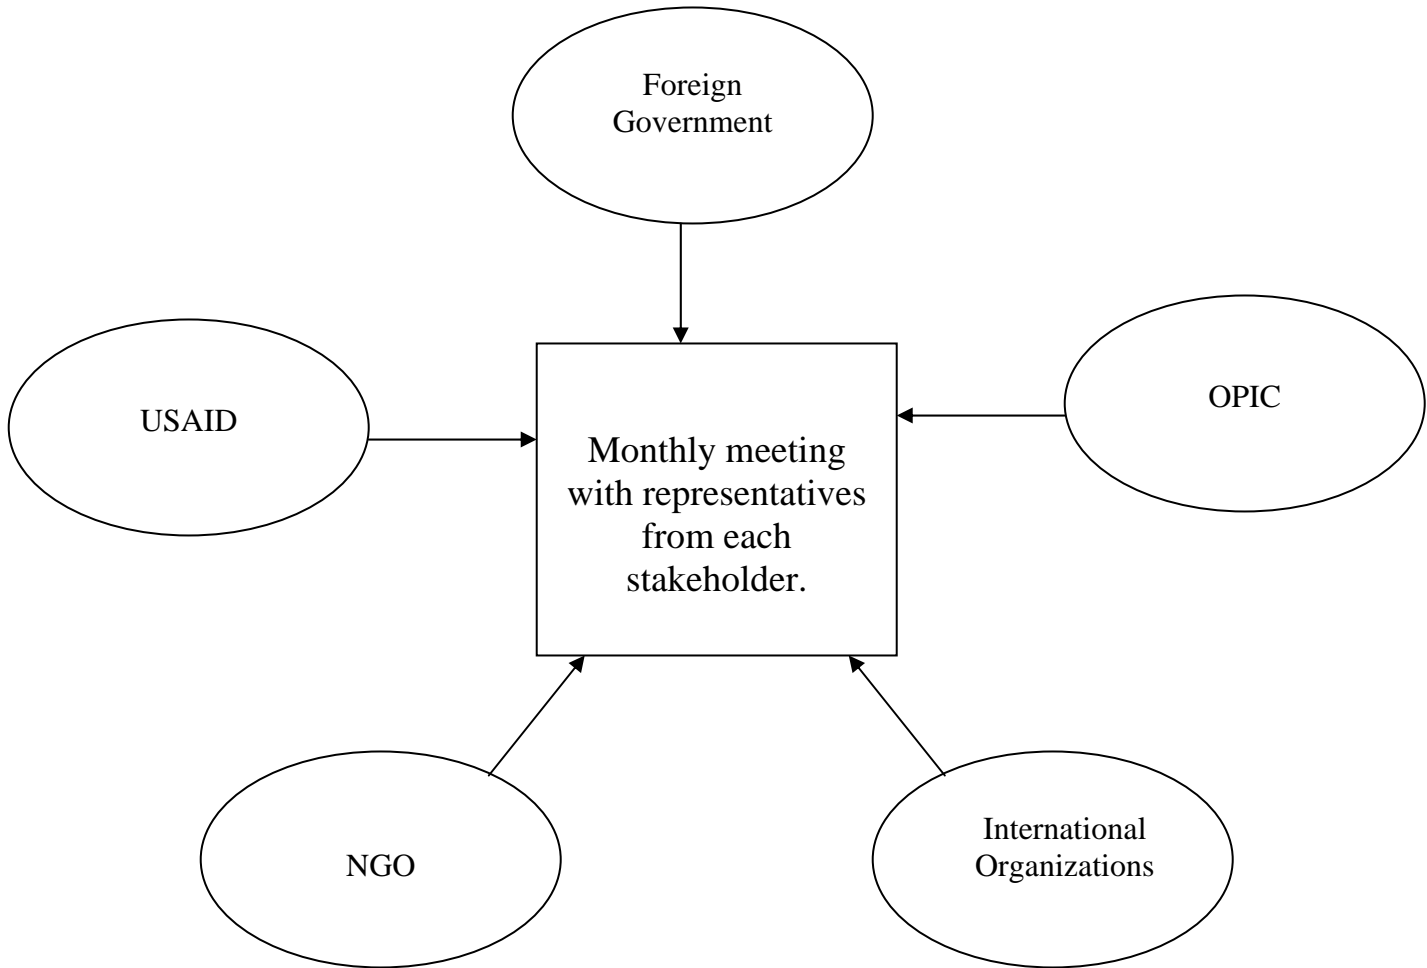 Foreign
Government
USAID
OPIC
Monthly meeting
with representatives
from each
stakeholder.
NGO
International
Organizations